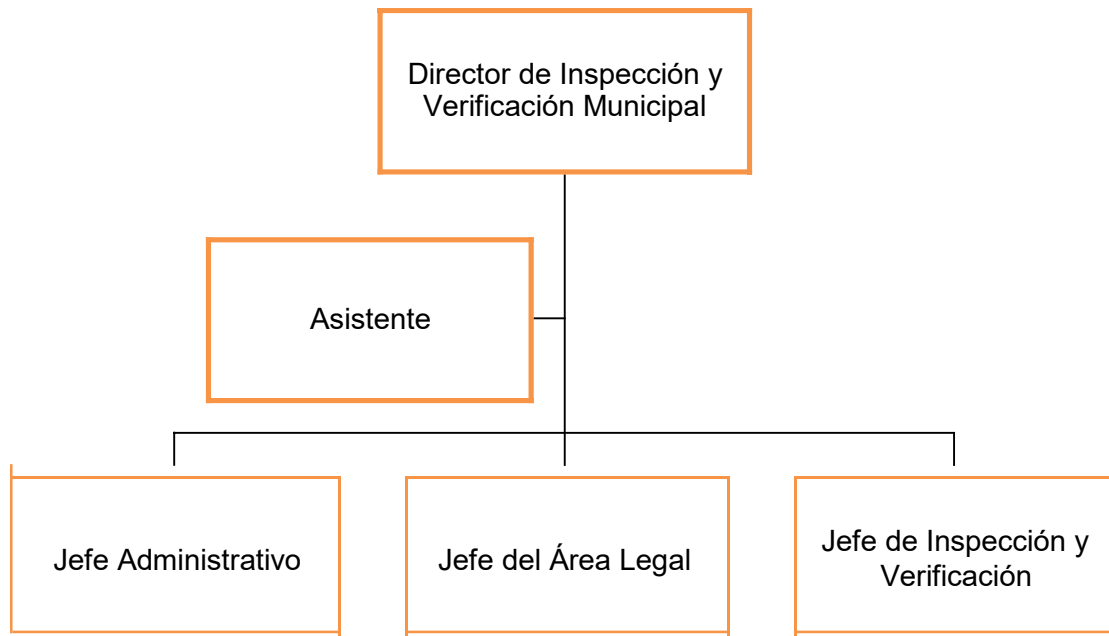 Director de Inspección y
Verificación Municipal
Asistente
Jefe Administrativo
Jefe del Área Legal
Jefe de Inspección y
Verificación